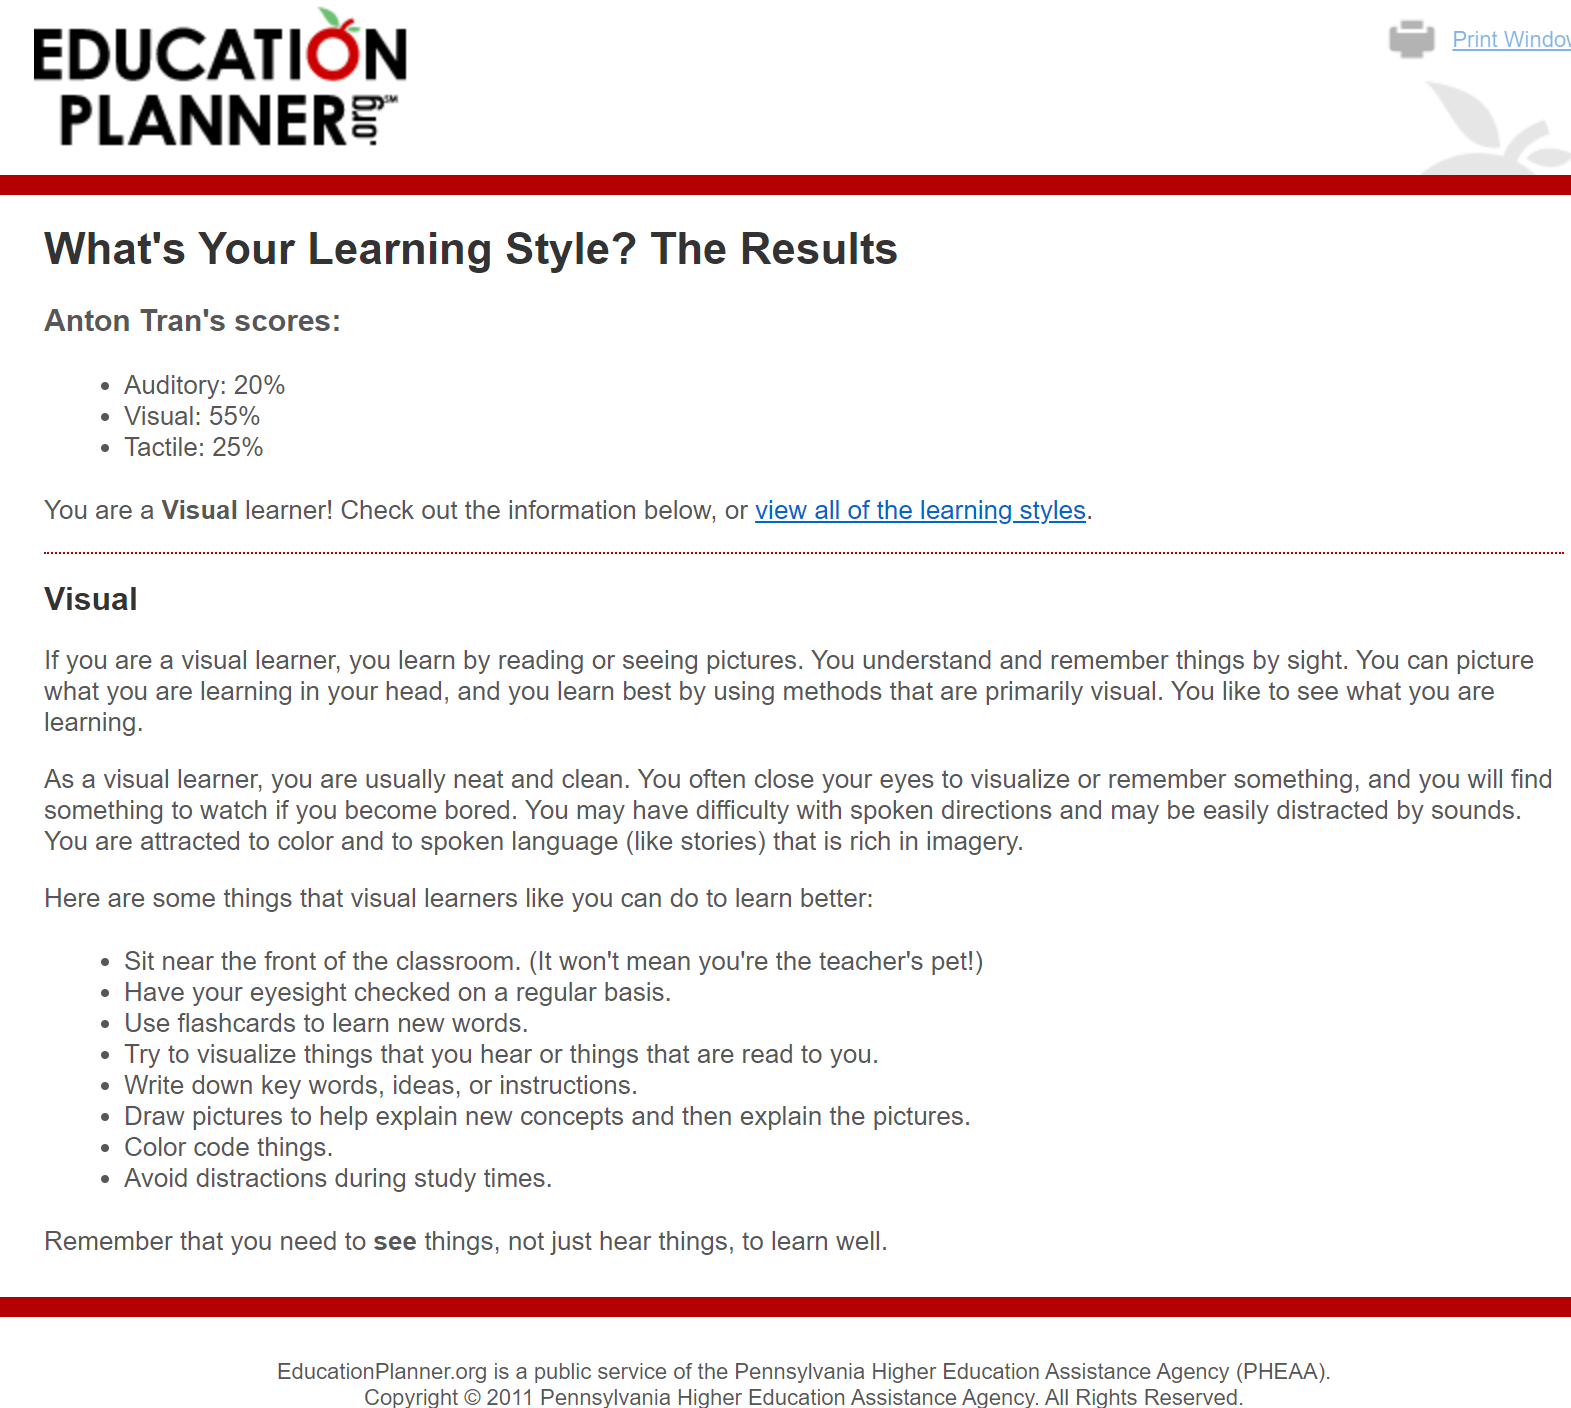 EDUCATION
PLANNER.org℠
Print Window
What's Your Learning Style? The Results
Anton Tran's scores:
• Auditory: 20%
• Visual: 55%
• Tactile: 25%
You are a Visual learner! Check out the information below, or view all of the learning styles.
Visual
If you are a visual learner, you learn by reading or seeing pictures. You understand and remember things by sight. You can picture
what you are learning in your head, and you learn best by using methods that are primarily visual. You like to see what you are
learning.
As a visual learner, you are usually neat and clean. You often close your eyes to visualize or remember something, and you will find
something to watch if you become bored. You may have difficulty with spoken directions and may be easily distracted by sounds.
You are attracted to color and to spoken language (like stories) that is rich in imagery.
Here are some things that visual learners like you can do to learn better:
• Sit near the front of the classroom. (It won't mean you're the teacher's pet!)
• Have your eyesight checked on a regular basis.
• Use flashcards to learn new words.
• Try to visualize things that you hear or things that are read to you.
• Write down key words, ideas, or instructions.
• Draw pictures to help explain new concepts and then explain the pictures.
• Color code things.
• Avoid distractions during study times.
Remember that you need to see things, not just hear things, to learn well.
EducationPlanner.org is a public service of the Pennsylvania Higher Education Assistance Agency (PHEAA).
Copyright © 2011 Pennsylvania Higher Education Assistance Agency. All Rights Reserved.